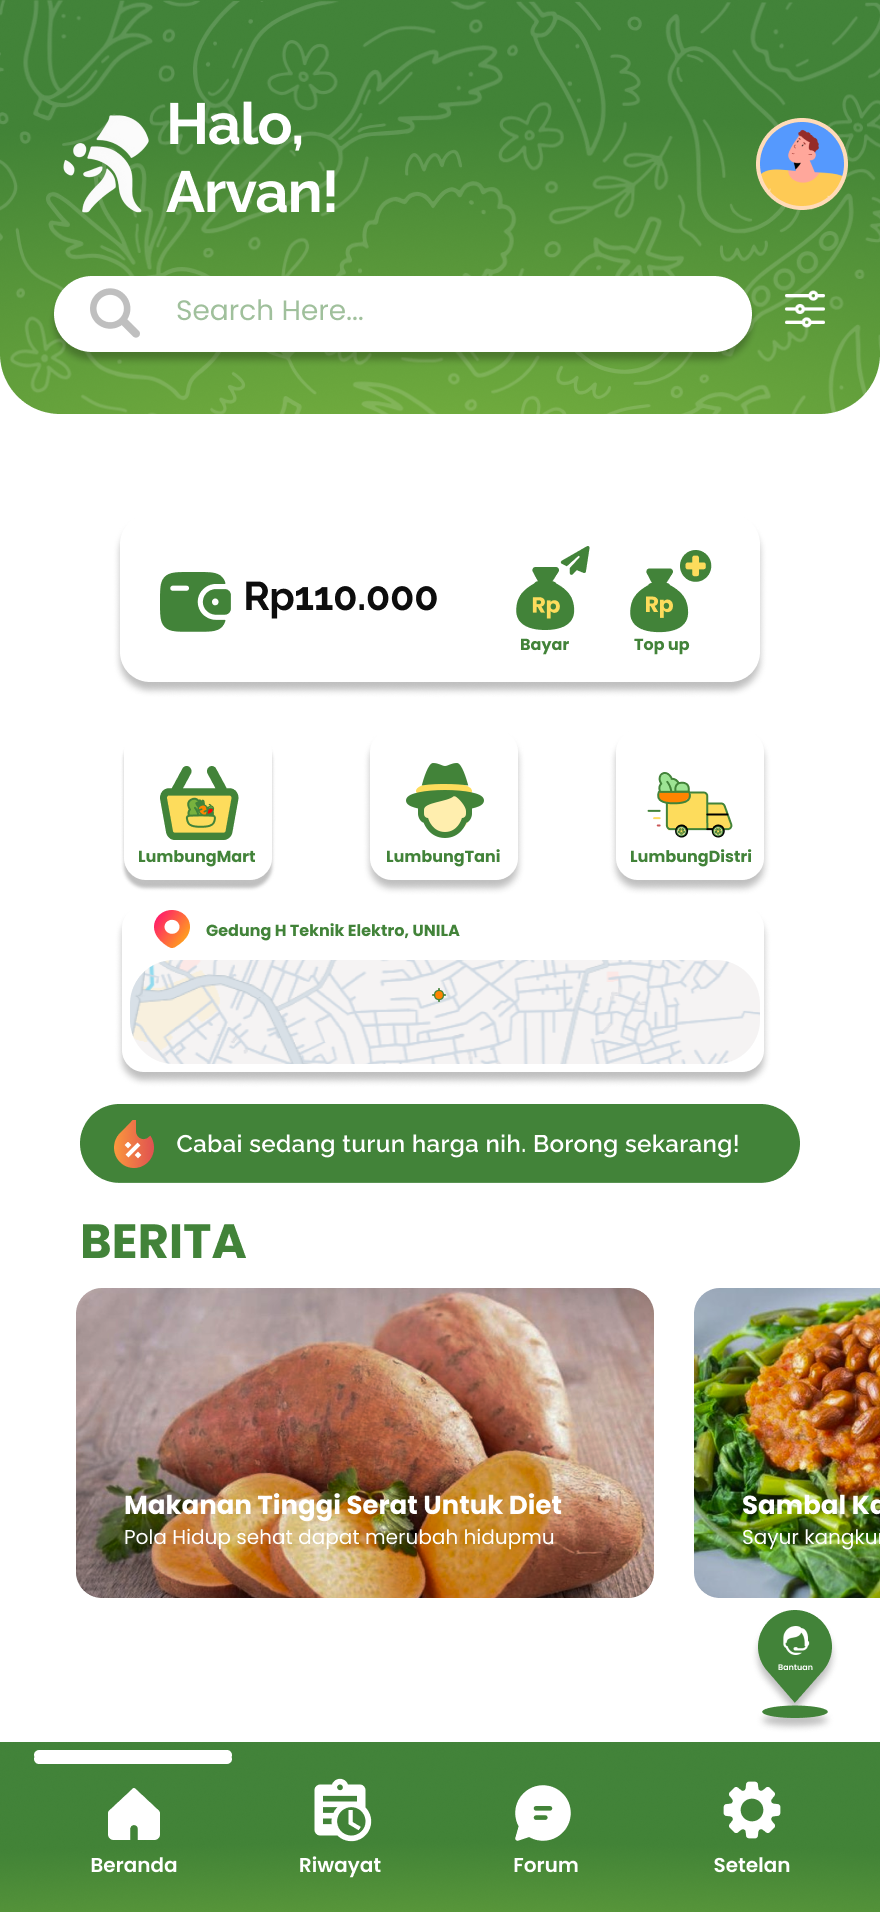 Halo,
Arvan!
Search Here...
Rp110.000
Rp
Bayar
Rp
Top up
LumbungMart
LumbungTani
LumbungDistri
Gedung H Teknik Elektro, UNILA
Cabai sedang turun harga nih. Borong sekarang!
BERITA
Makanan Tinggi Serat Untuk Diet
Pola Hidup sehat dapat merubah hidupmu
Sambal Ka
Sayur kangkun
Bantuan
Beranda
Riwayat
Forum
Setelan